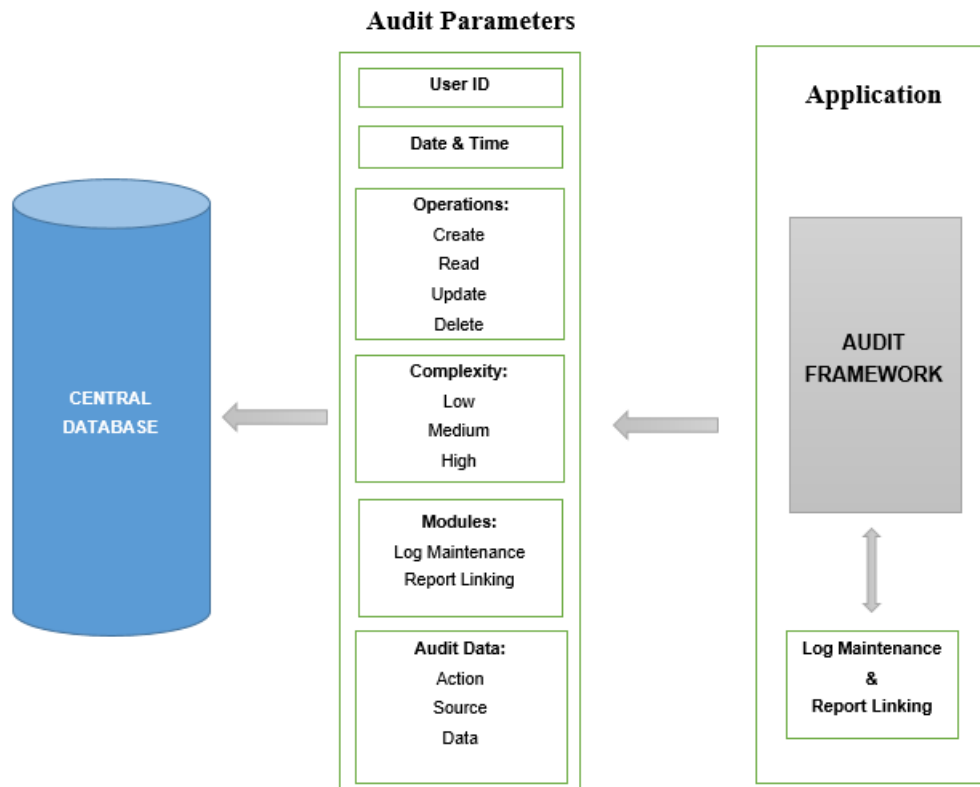 Audit Parameters
User ID
Date & Time
Operations:
Create
Read
Update
Delete
Complexity:
Low
Medium
High
Modules:
Log Maintenance
Report Linking
Audit Data:
Action
Source
Data
CENTRAL
DATABASE
Application
AUDIT
FRAMEWORK
Log Maintenance
&
Report Linking